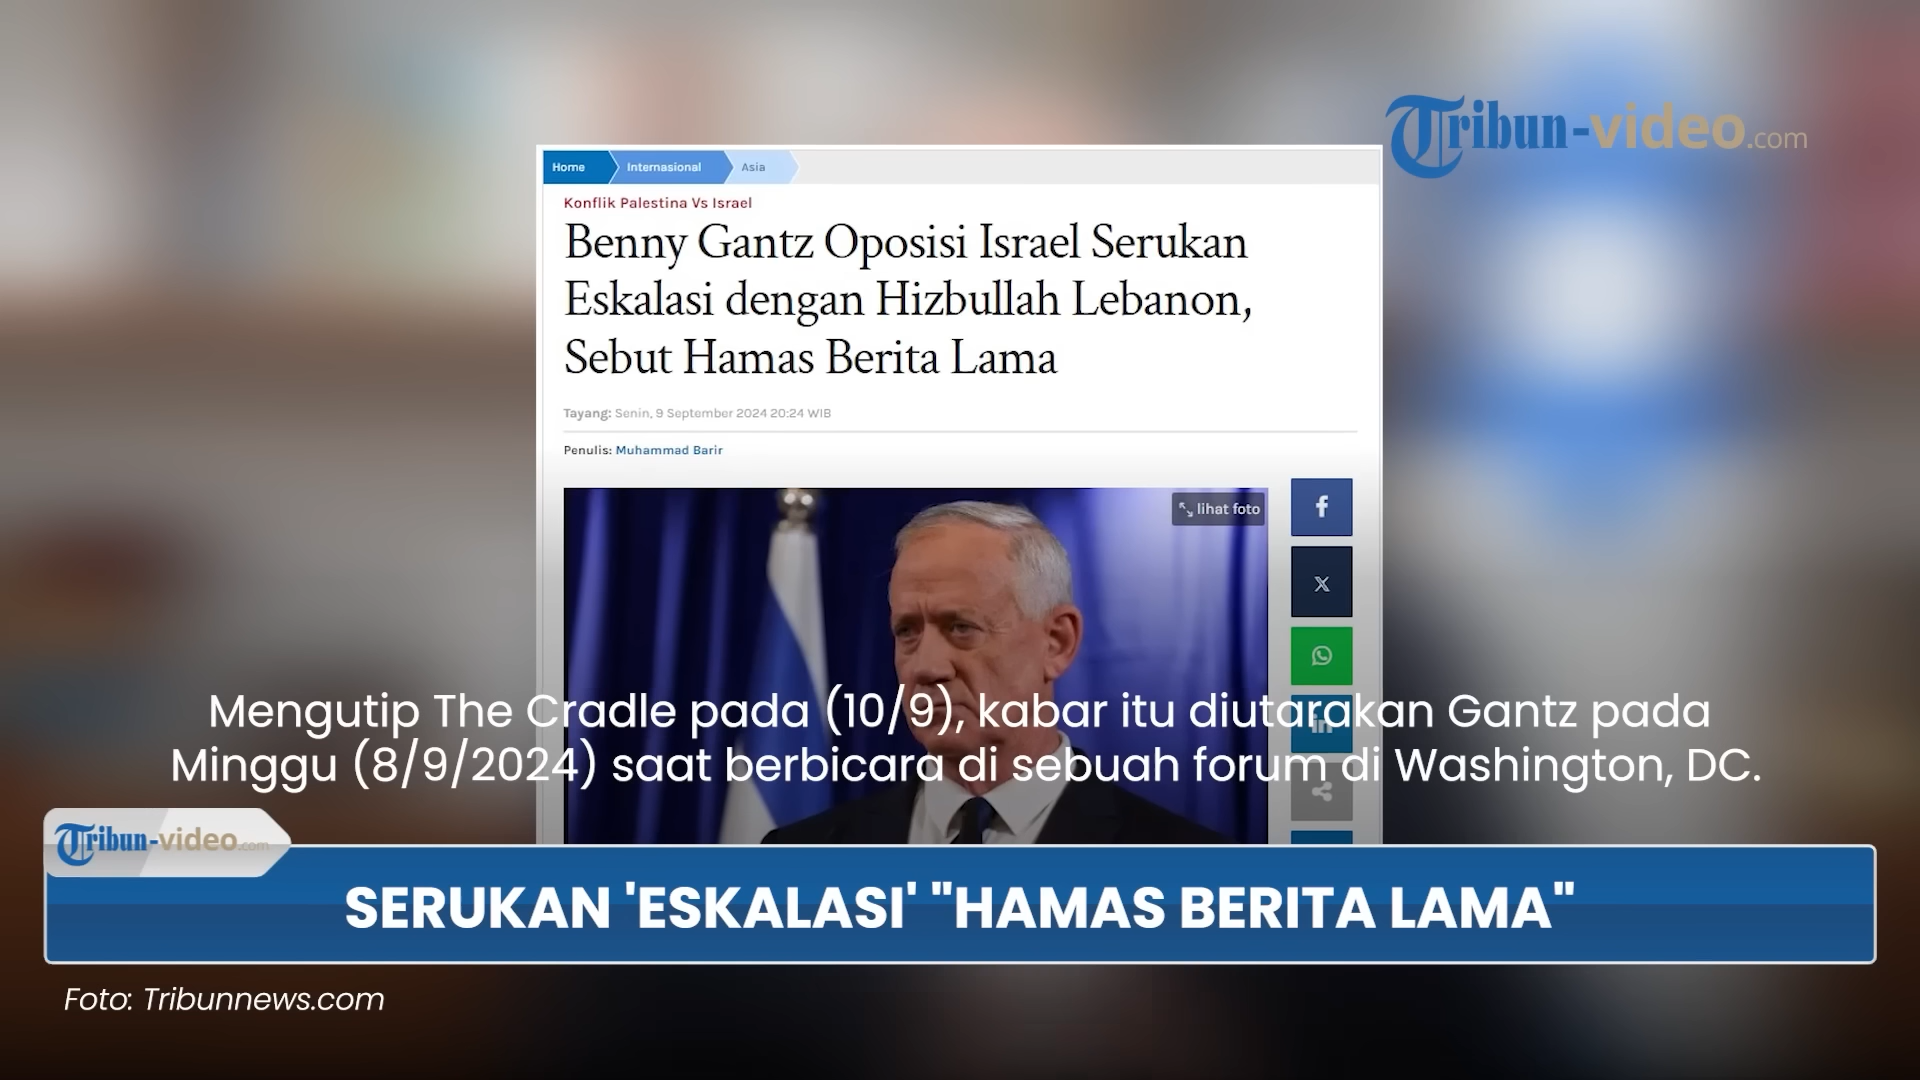 Tribun-video.com
Home Internasional Asia
Konflik Palestina Vs Israel
Benny Gantz Oposisi Israel Serukan
Eskalasi dengan Hizbullah Lebanon,
Sebut Hamas Berita Lama
Tayang: Senin, 9 September 2024 20:24 WIB
Penulis: Muhammad Barir
lihat foto
f
X
in
Mengutip The Cradle pada (10/9), kabar itu diutarakan Gantz pada
Minggu (8/9/2024) saat berbicara di sebuah forum di Washington, DC.
Tribun-video.com
SERUKAN 'ESKALASI' "HAMAS BERITA LAMA"
Foto: Tribunnews.com